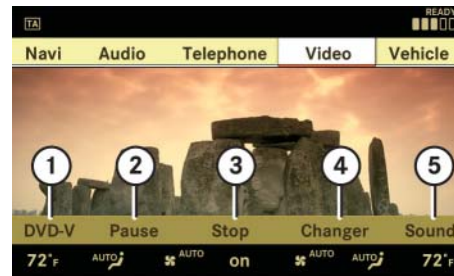 TA READY
Navi Audio Telephone Video Vehicle
1 2 3 4 5
DVD-V Pause Stop Changer Sound
72°F AUTO AUTO on AUTO AUTO 72°F